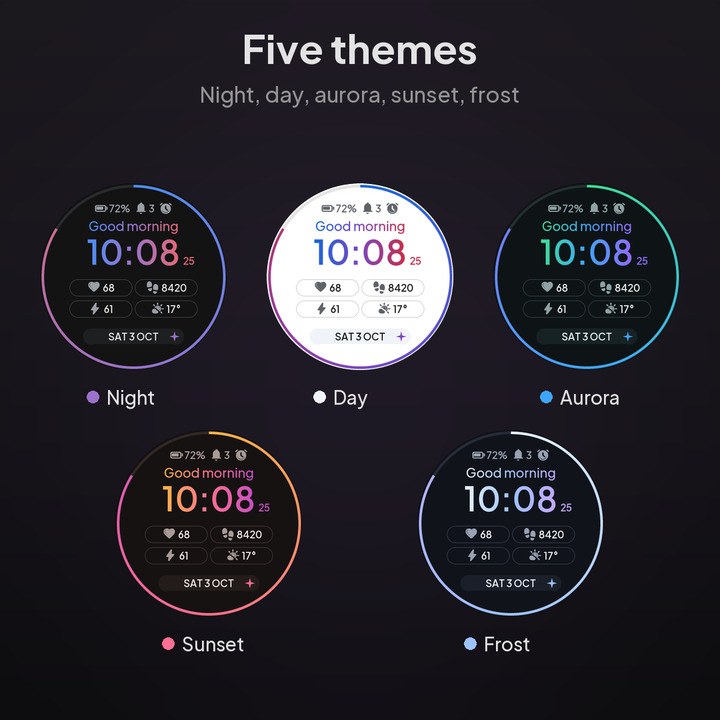 Five themes
Night, day, aurora, sunset, frost
72% 3
Good morning
10:08 25
68 8420
61 17°
SAT 3 OCT
Night
72% 3
Good morning
10:08 25
68 8420
61 17°
SAT 3 OCT
Day
72% 3
Good morning
10:08 25
68 8420
61 17°
SAT 3 OCT
Aurora
72% 3
Good morning
10:08 25
68 8420
61 17°
SAT 3 OCT
Sunset
72% 3
Good morning
10:08 25
68 8420
61 17°
SAT 3 OCT
Frost